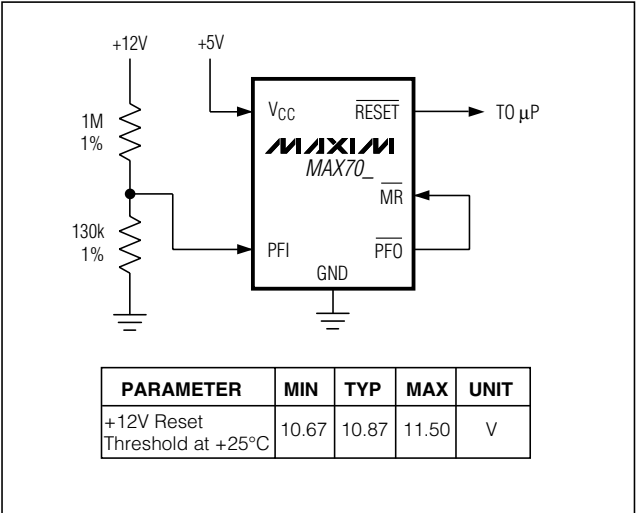 +12V
+5V
1M
1%
130k
1%
VCC
RESET
MAXIM
MAX70_
MR
PFI
PFO
GND
TO µP
PARAMETER MIN TYP MAX UNIT
+12V Reset
Threshold at +25°C 10.67 10.87 11.50 V